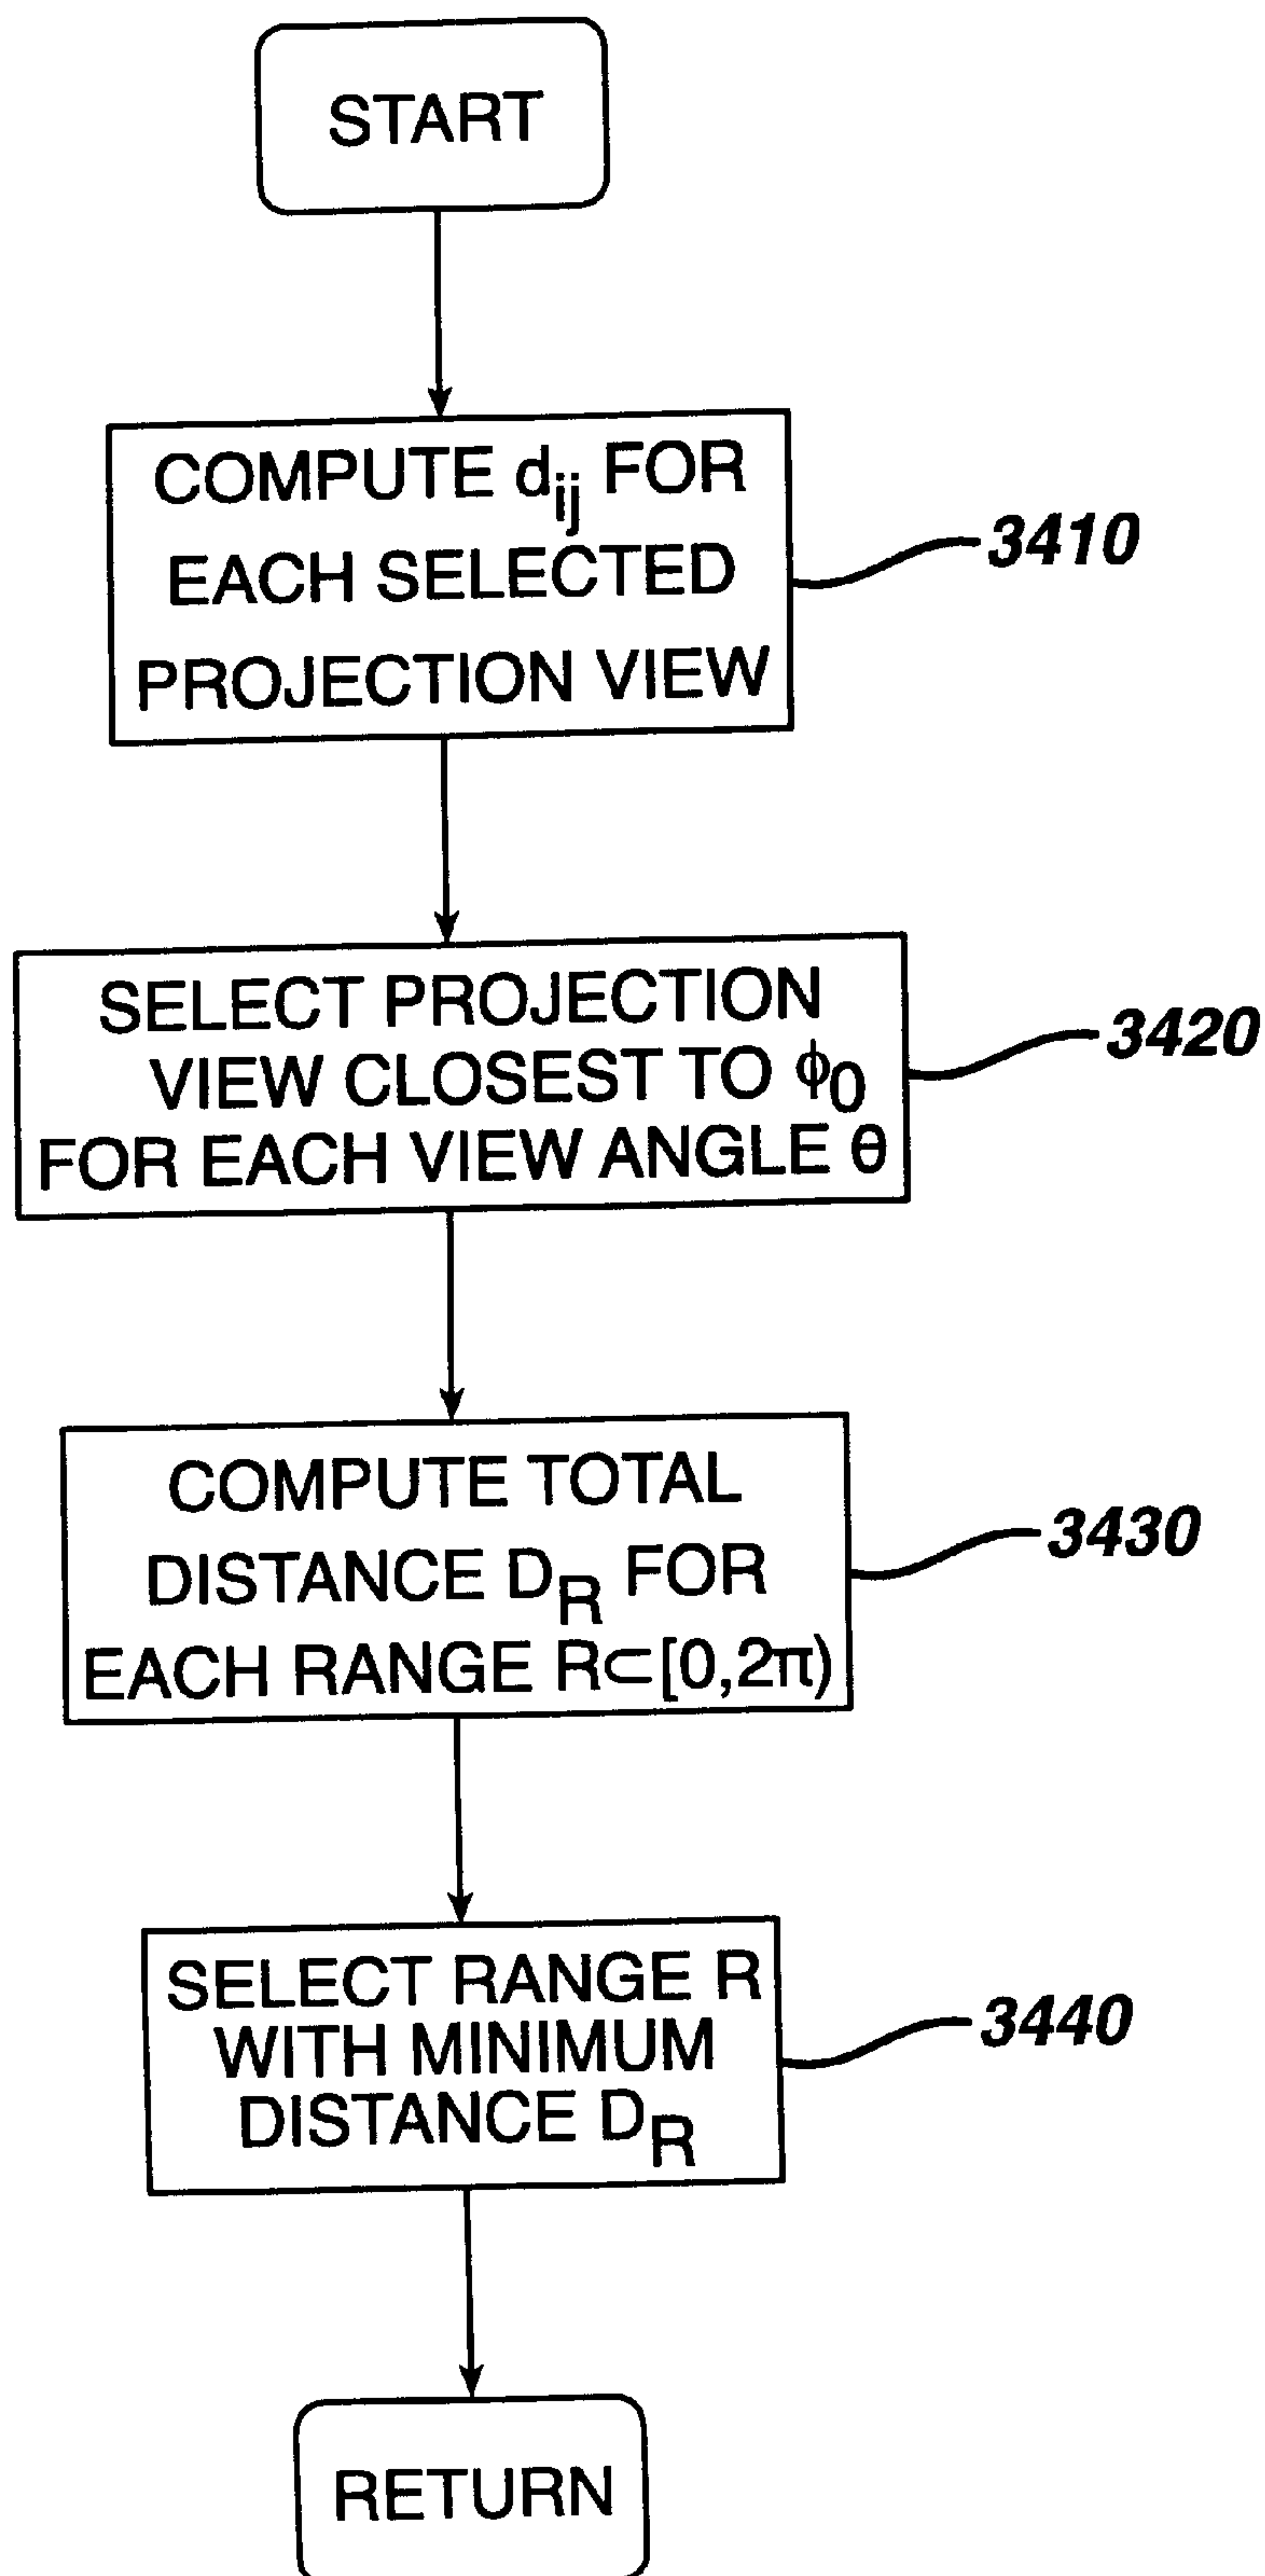 START
COMPUTE dij FOR
EACH SELECTED
PROJECTION VIEW
3410
SELECT PROJECTION
VIEW CLOSEST TO ϕ0
FOR EACH VIEW ANGLE θ
3420
COMPUTE TOTAL
DISTANCE DR FOR
EACH RANGE R⊂[0,2π)
3430
SELECT RANGE R
WITH MINIMUM
DISTANCE DR
3440
RETURN